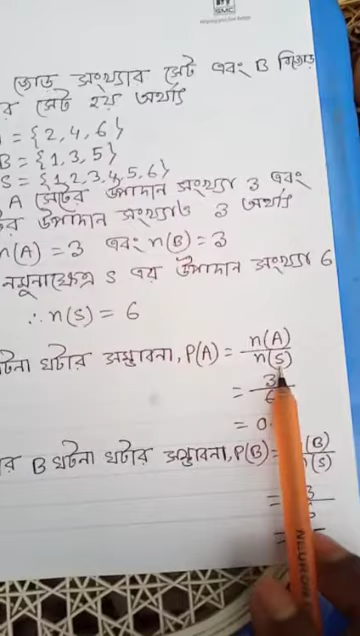 SMC
জোড় সংখ্যার সেট এবং B বিজোড়
র সেট হয় অর্থাৎ
= {2, 4, 6}
B = {1, 3, 5}
S = {1, 2, 3, 4, 5, 6}
A সেটের উপাদান সংখ্যা 3 এবং
টের উপাদান সংখ্যাও 3 অর্থাৎ
n(A) = 3 এবং n(B) = 3
নমুনাক্ষেত্র S এর উপাদান সংখ্যা 6
∴ n(S) = 6
টনা ঘটার সম্ভাবনা, P(A) = n(A)/n(S)
= 3/6
= 0.
র B ঘটনা ঘটার সম্ভাবনা, P(B) = (B)/(S)
= 3
NEURON